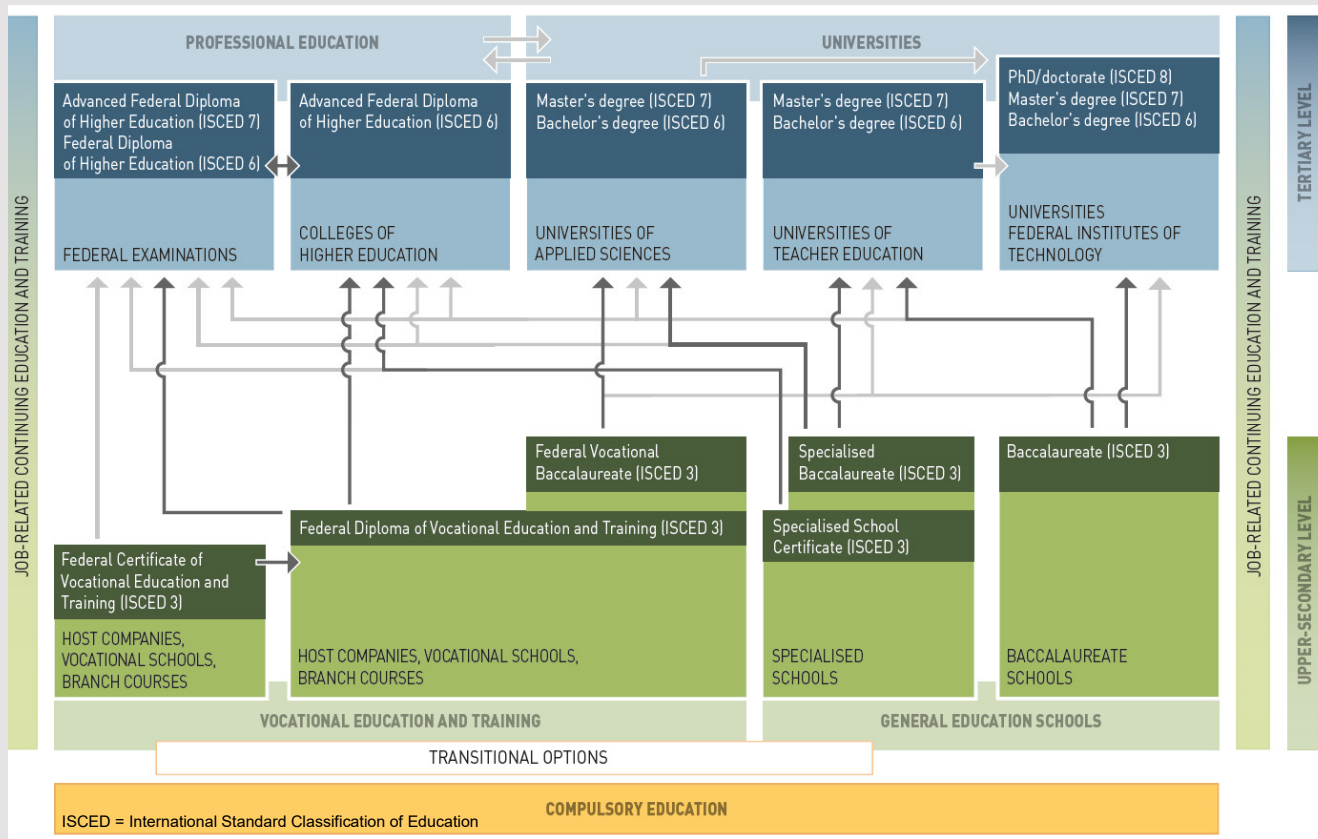 PROFESSIONAL EDUCATION
UNIVERSITIES
Advanced Federal Diploma
of Higher Education (ISCED 7)
Federal Diploma
of Higher Education (ISCED 6)
FEDERAL EXAMINATIONS
Advanced Federal Diploma
of Higher Education (ISCED 6)
COLLEGES OF
HIGHER EDUCATION
Master's degree (ISCED 7)
Bachelor's degree (ISCED 6)
UNIVERSITIES OF
APPLIED SCIENCES
Master's degree (ISCED 7)
Bachelor's degree (ISCED 6)
UNIVERSITIES OF
TEACHER EDUCATION
PhD/doctorate (ISCED 8)
Master's degree (ISCED 7)
Bachelor's degree (ISCED 6)
UNIVERSITIES
FEDERAL INSTITUTES OF
TECHNOLOGY
JOB-RELATED CONTINUING EDUCATION AND TRAINING
JOB-RELATED CONTINUING EDUCATION AND TRAINING
TERTIARY LEVEL
UPPER-SECONDARY LEVEL
Federal Vocational
Baccalaureate (ISCED 3)
Specialised
Baccalaureate (ISCED 3)
Baccalaureate (ISCED 3)
Federal Diploma of Vocational Education and Training (ISCED 3)
Specialised School
Certificate (ISCED 3)
Federal Certificate of
Vocational Education and
Training (ISCED 3)
HOST COMPANIES,
VOCATIONAL SCHOOLS,
BRANCH COURSES
HOST COMPANIES, VOCATIONAL SCHOOLS,
BRANCH COURSES
SPECIALISED
SCHOOLS
BACCALAUREATE
SCHOOLS
VOCATIONAL EDUCATION AND TRAINING
GENERAL EDUCATION SCHOOLS
TRANSITIONAL OPTIONS
COMPULSORY EDUCATION
ISCED = International Standard Classification of Education